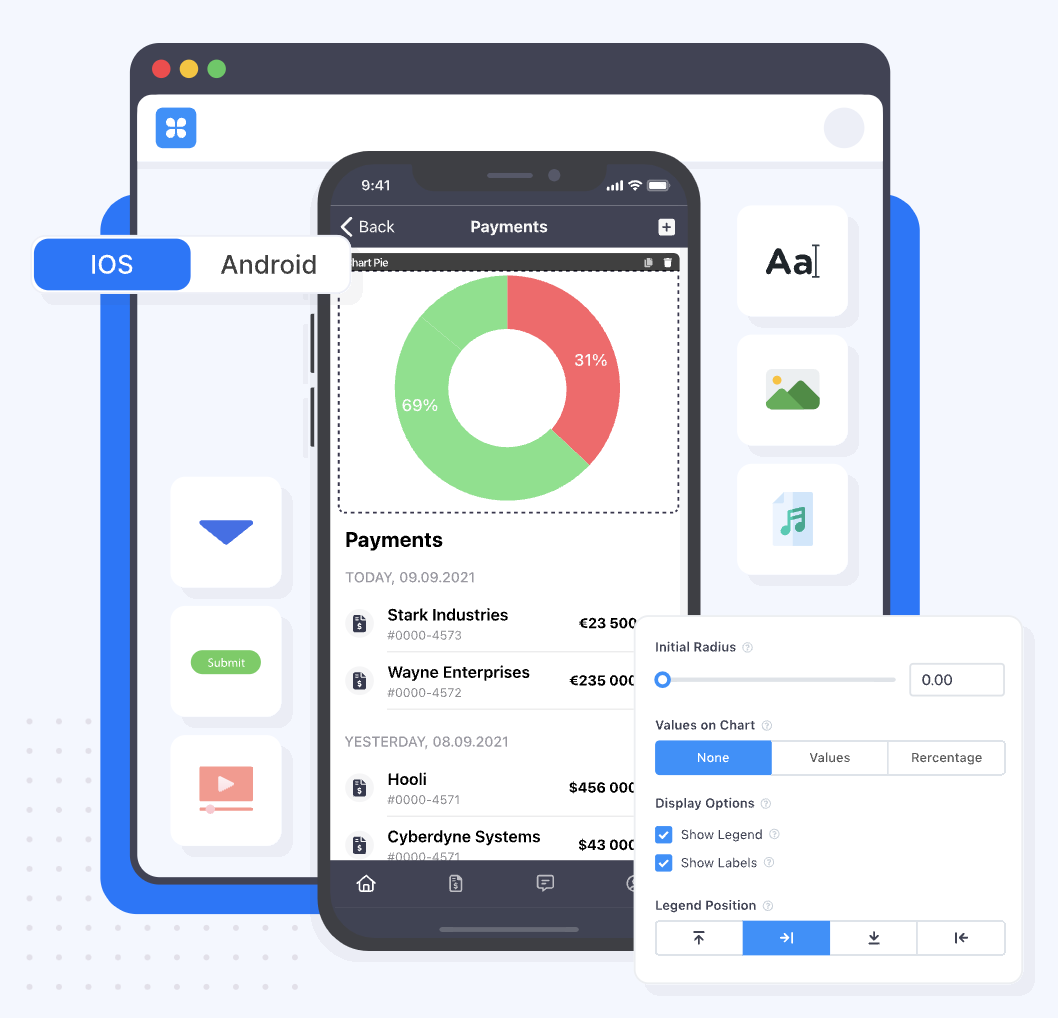 9:41
Back
Payments
IOS
Android
hart Pie
Aa
31%
69%
Payments
TODAY, 09.09.2021
Stark Industries
€23 500
#0000-4573
Wayne Enterprises
€235 000
#0000-4572
YESTERDAY, 08.09.2021
Hooli
$456 000
#0000-4571
Cyberdyne Systems
$43 000
#0000-4571
Submit
Initial Radius
0.00
Values on Chart
None
Values
Percentage
Display Options
Show Legend
Show Labels
Legend Position